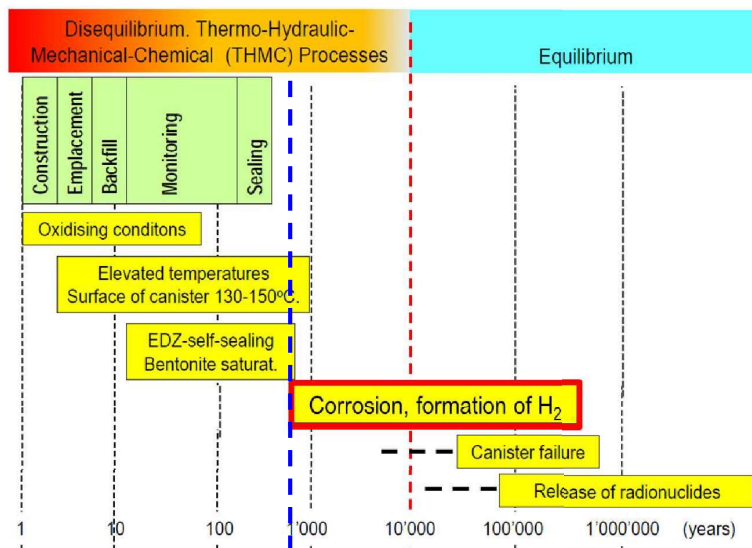 Disequilibrium. Thermo-Hydraulic-
Mechanical-Chemical (THMC) Processes
Equilibrium
Construction
Emplacement
Backfill
Monitoring
Sealing
Oxidising conditons
Elevated temperatures
Surface of canister 130-150ºC.
EDZ-self-sealing
Bentonite saturat.
Corrosion, formation of H₂
Canister failure
Release of radionuclides
1 10 100 1'000 10'000 100'000 1'000'000 (years)